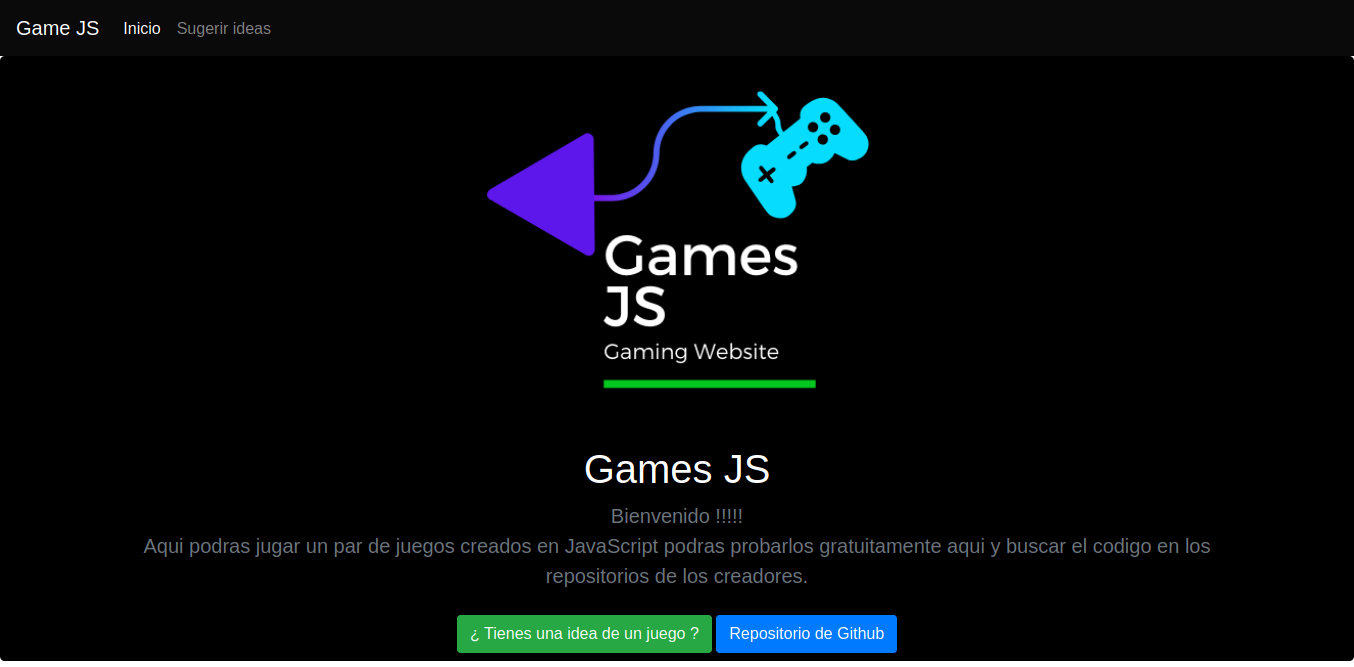 Game JS Inicio Sugerir ideas
Games
JS
Gaming Website
Games JS
Bienvenido !!!!!
Aqui podras jugar un par de juegos creados en JavaScript podras probarlos gratuitamente aqui y buscar el codigo en los
repositorios de los creadores.
¿ Tienes una idea de un juego ? Repositorio de Github